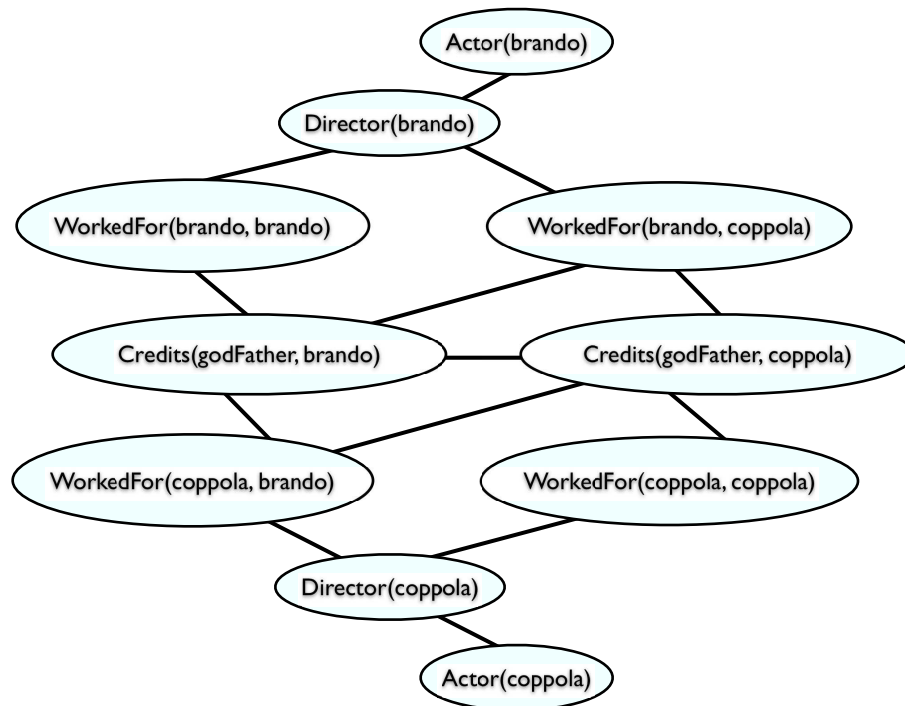 Actor(brando)
Director(brando)
WorkedFor(brando, brando)
WorkedFor(brando, coppola)
Credits(godFather, brando)
Credits(godFather, coppola)
WorkedFor(coppola, brando)
WorkedFor(coppola, coppola)
Director(coppola)
Actor(coppola)